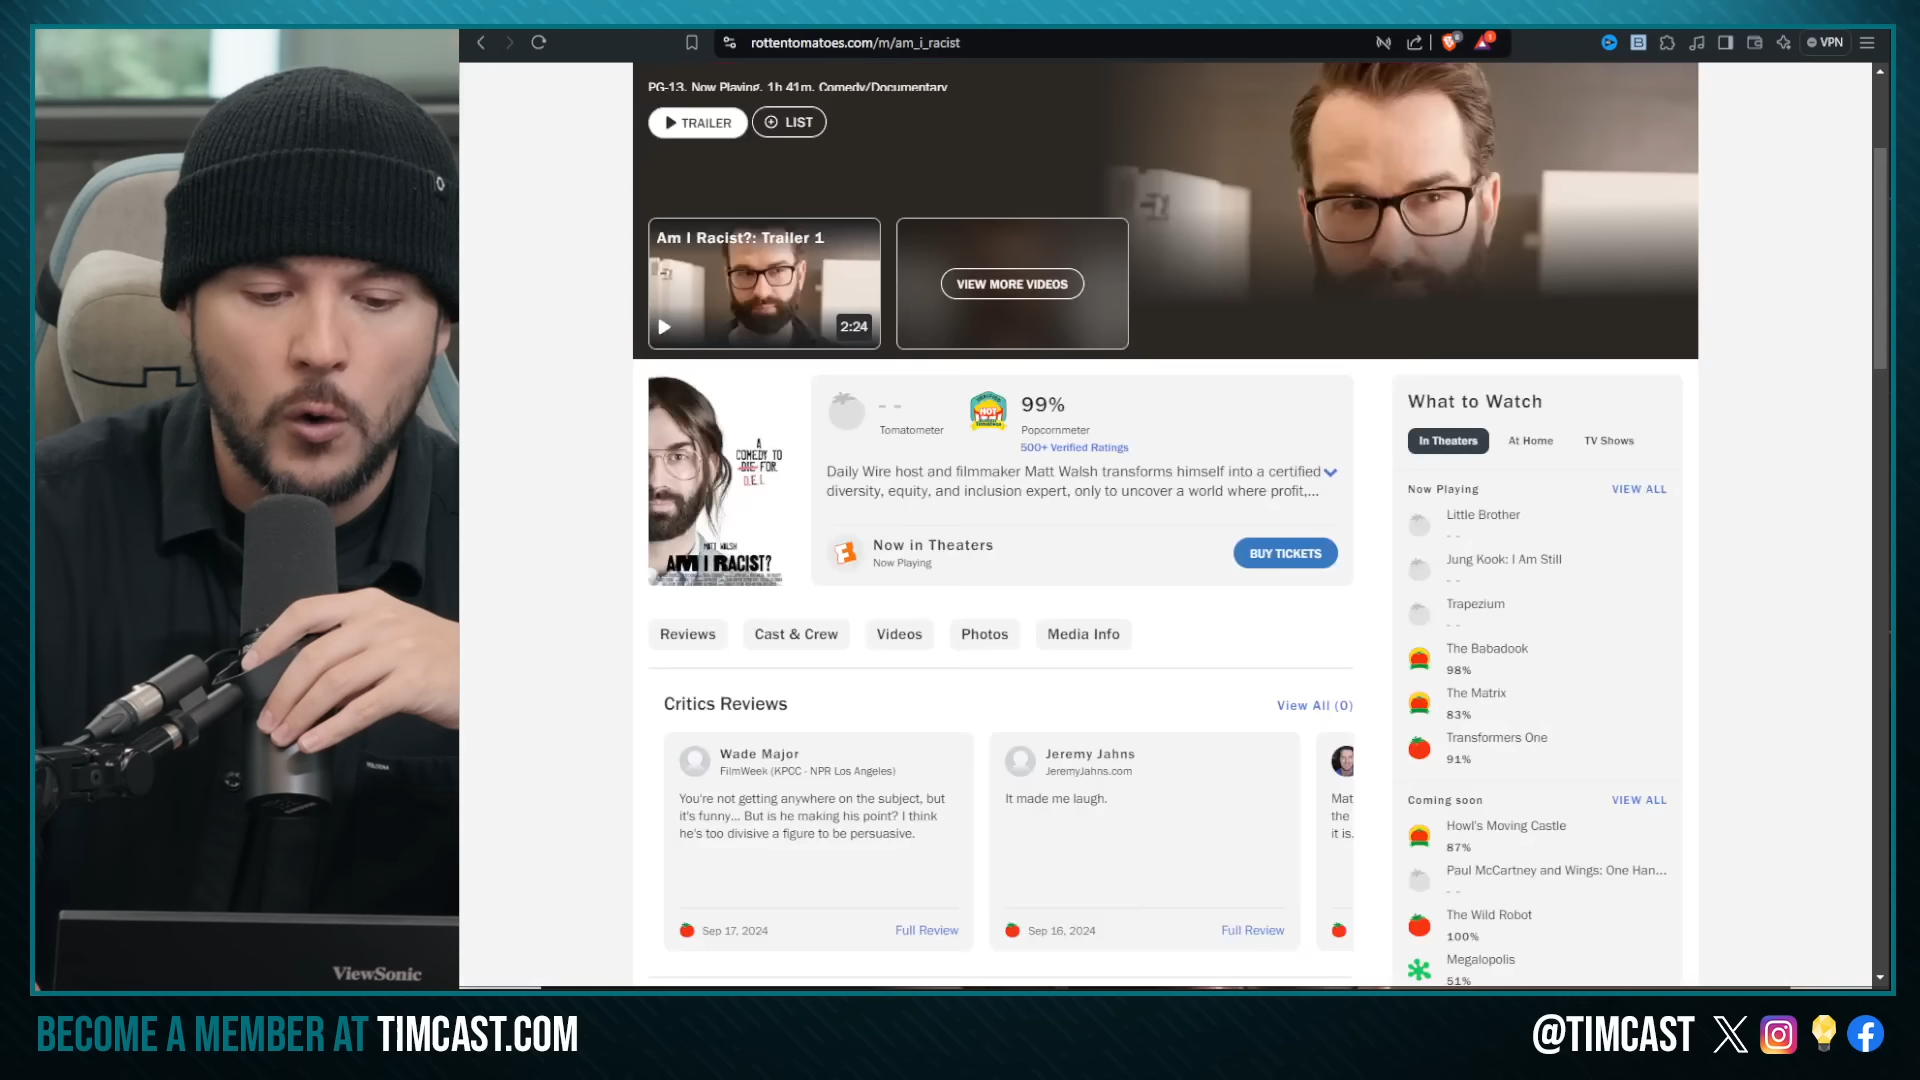 rottentomatoes.com/m/am_i_racist
VPN
PG-13, Now Playing, 1h 41m, Comedy/Documentary
TRAILER
LIST
Am I Racist?: Trailer 1
2:24
VIEW MORE VIDEOS
A
COMEDY TO
DIE FOR
D.E.I.
MATT WALSH
AM I RACIST?
- -
Tomatometer
99%
Popcornmeter
500+ Verified Ratings
Daily Wire host and filmmaker Matt Walsh transforms himself into a certified
diversity, equity, and inclusion expert, only to uncover a world where profit,...
Now in Theaters
Now Playing
BUY TICKETS
Reviews
Cast & Crew
Videos
Photos
Media Info
Critics Reviews
View All (0)
Wade Major
FilmWeek (KPCC - NPR Los Angeles)
You're not getting anywhere on the subject, but
it's funny... But is he making his point? I think
he's too divisive a figure to be persuasive.
Sep 17, 2024
Full Review
Jeremy Jahns
JeremyJahns.com
It made me laugh.
Sep 16, 2024
Full Review
Mat
the
it is.
What to Watch
In Theaters
At Home
TV Shows
Now Playing
VIEW ALL
Little Brother
- -
Jung Kook: I Am Still
- -
Trapezium
- -
The Babadook
98%
The Matrix
83%
Transformers One
91%
Coming soon
VIEW ALL
Howl's Moving Castle
87%
Paul McCartney and Wings: One Han...
- -
The Wild Robot
100%
Megalopolis
51%
ViewSonic
BECOME A MEMBER AT TIMCAST.COM
@TIMCAST